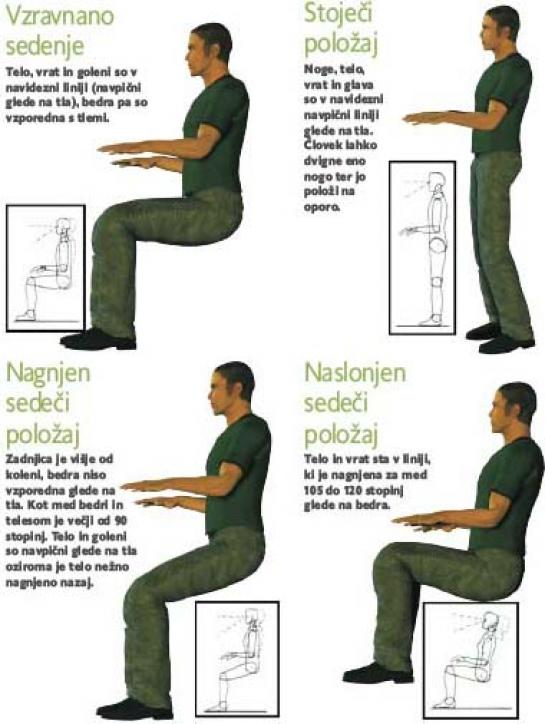 Vzravnano
sedenje
Telo, vrat in goleni so v
navidezni liniji (navpični
glede na tla), bedra pa so
vzporedna s tlemi.
Stoječi
položaj
Noge, telo,
vrat in glava
so v navidezni
navpični liniji
glede na tla.
Človek lahko
dvigne eno
nogo ter jo
položi na
oporo.
Nagnjen
sedeči
položaj
Zadnjica je višje od
koleni, bedra niso
vzporedna glede na
tla. Kot med bedri in
telesom je večji od 90
stopinj. Telo in goleni
so navpični glede na tla
oziroma je telo nežno
nagnjeno nazaj.
Naslonjen
sedeči
položaj
Telo in vrat sta v liniji,
ki je nagnjena za med
105 do 120 stopinj
glede na bedra.